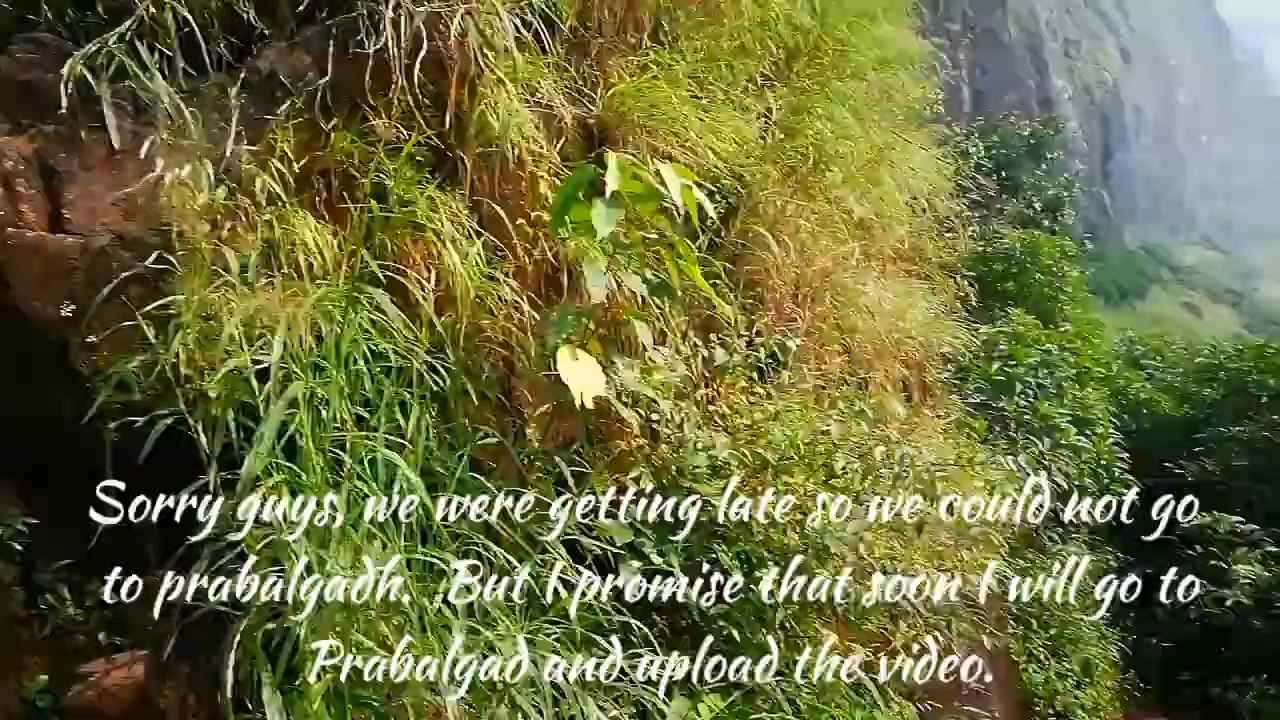 Sorry guys, we were getting late so we could not go
to prabalgadh. But I promise that soon I will go to
Prabalgad and upload the video.